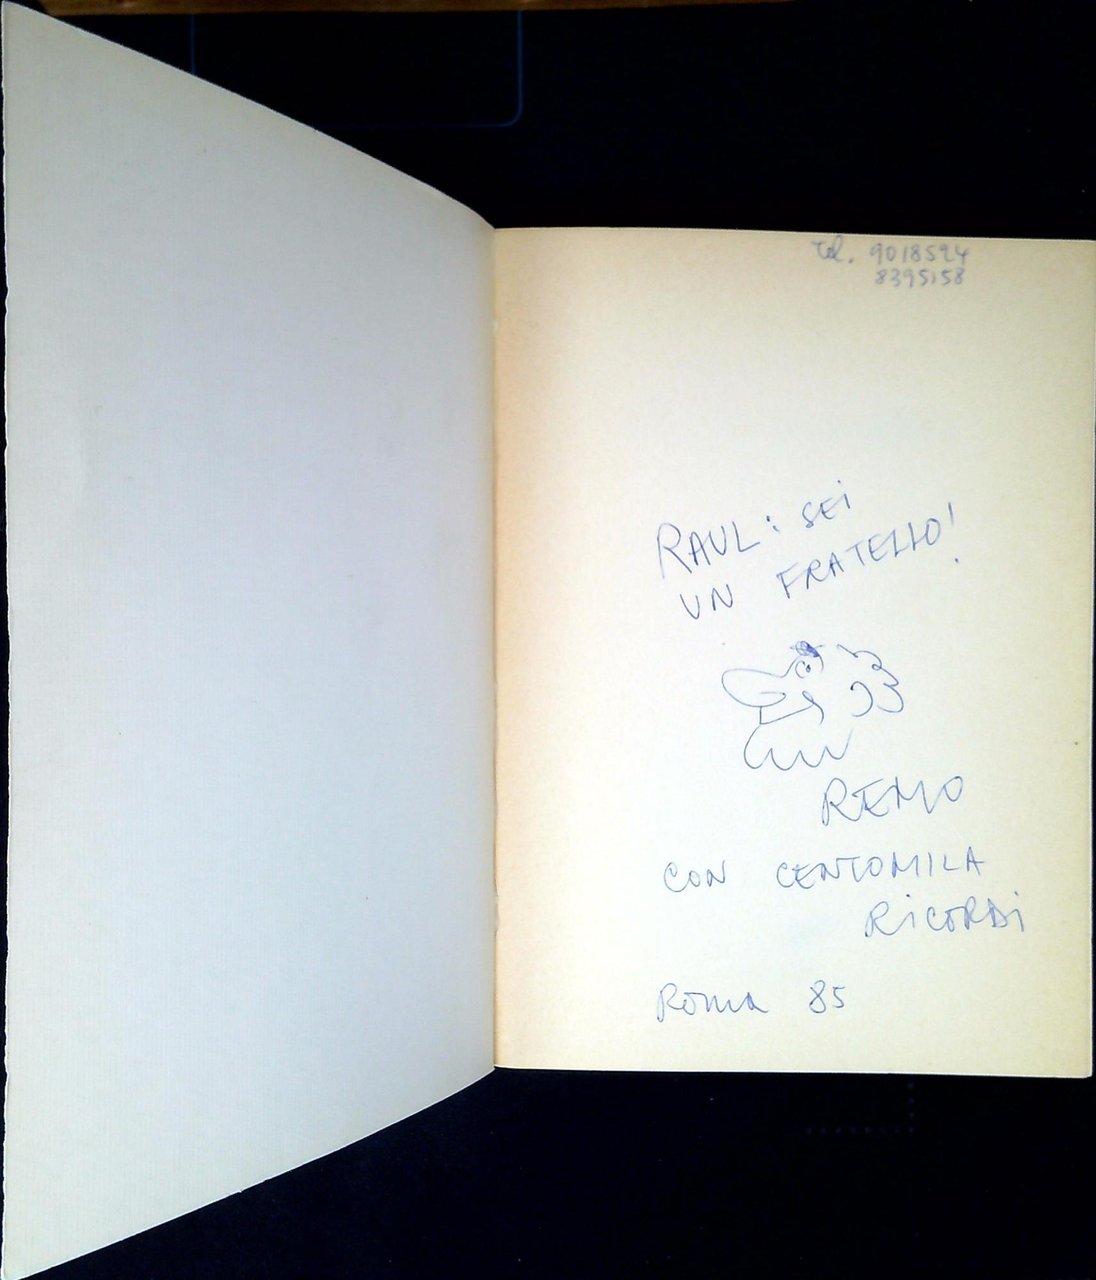 Tel. 9018524
8395158
RAUL: SEI
UN FRATELLO!
REMO
CON CENTOMILA
RICORDI
ROMA 85